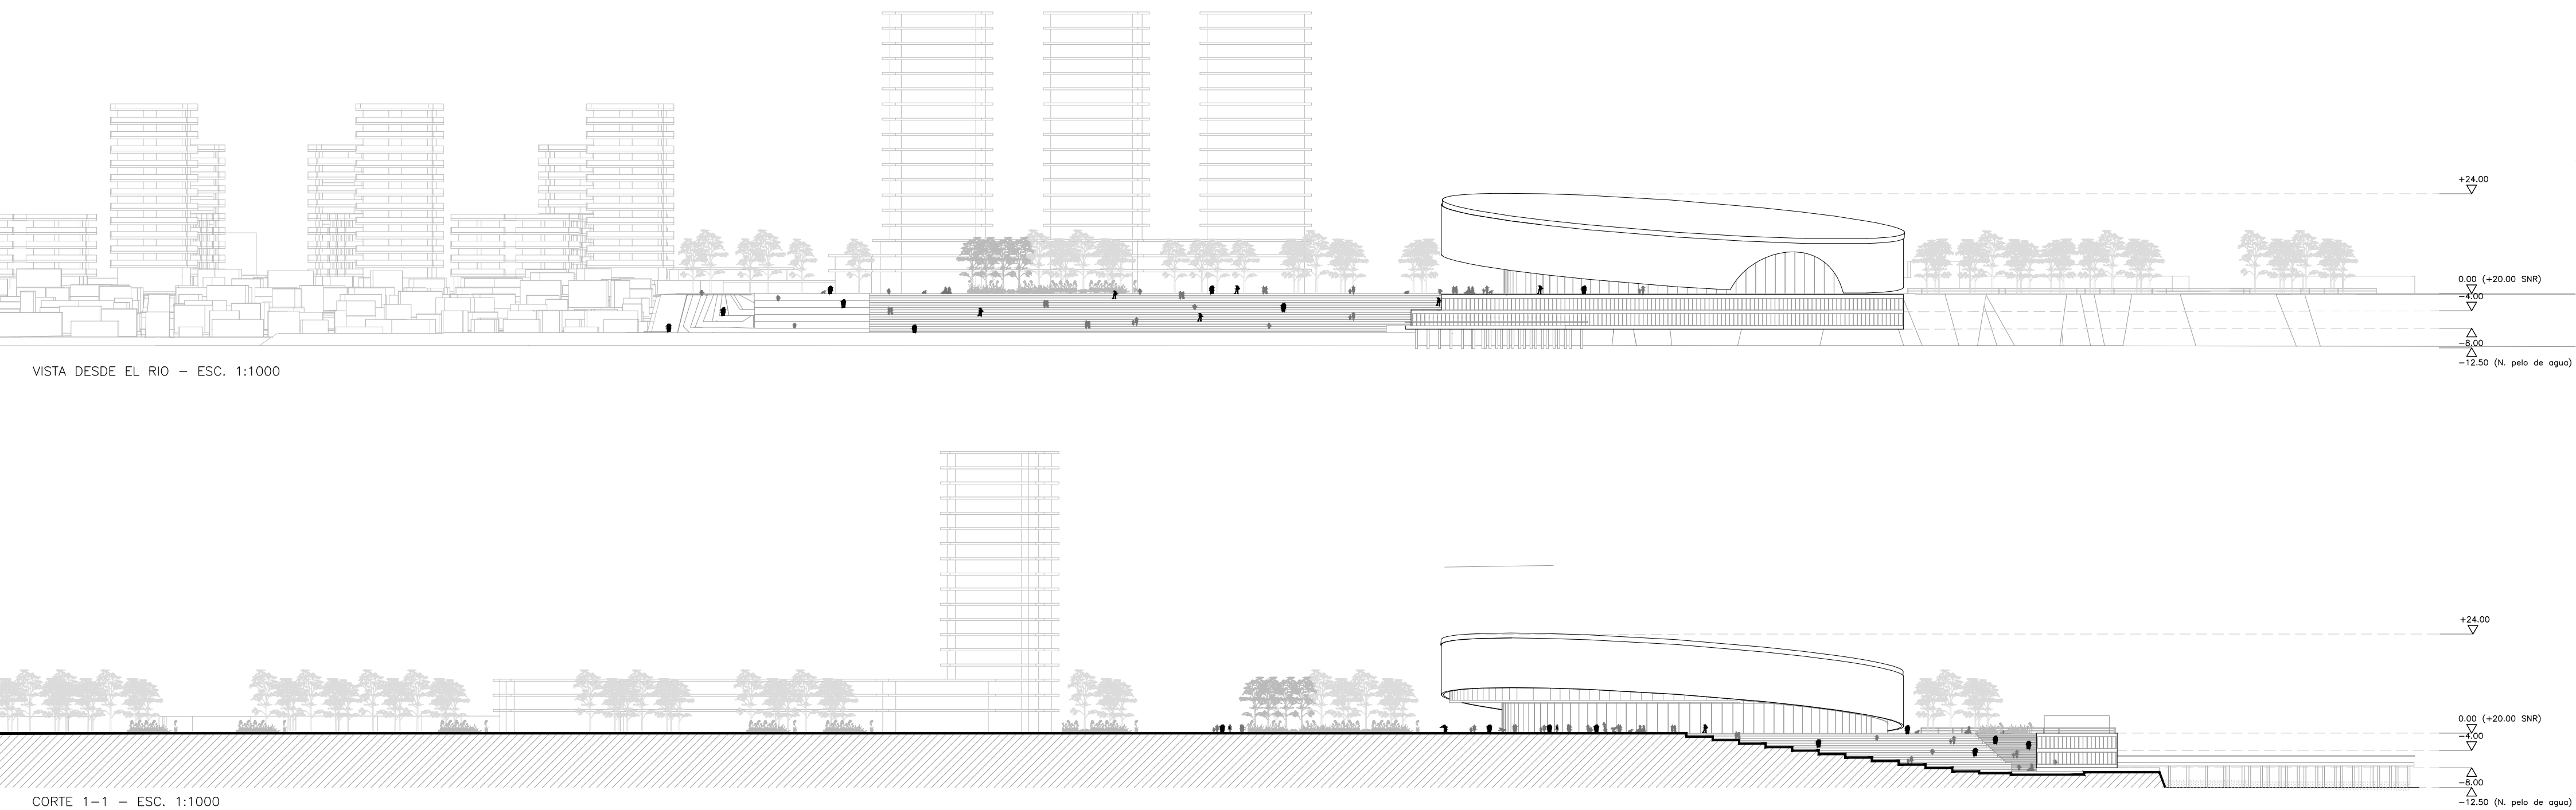 +24.00
0.00 (+20.00 SNR)
-4.00
-8.00
-12.50 (N. pelo de agua)
VISTA DESDE EL RIO - ESC. 1:1000
+24.00
0.00 (+20.00 SNR)
-4.00
-8.00
-12.50 (N. pelo de agua)
CORTE 1-1 - ESC. 1:1000